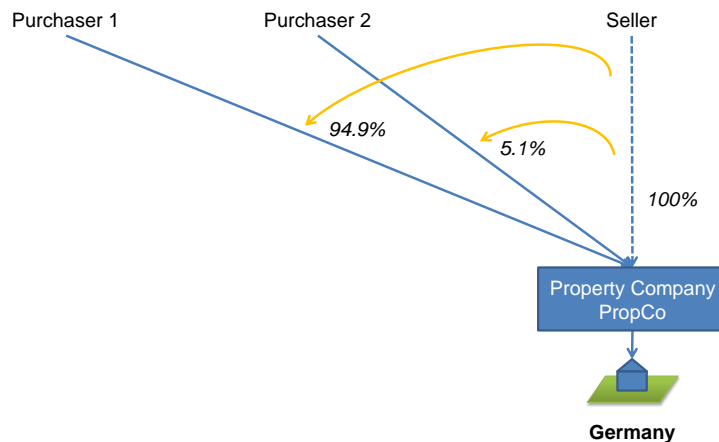 Purchaser 1
Purchaser 2
Seller
94.9%
5.1%
100%
Property Company
PropCo
Germany